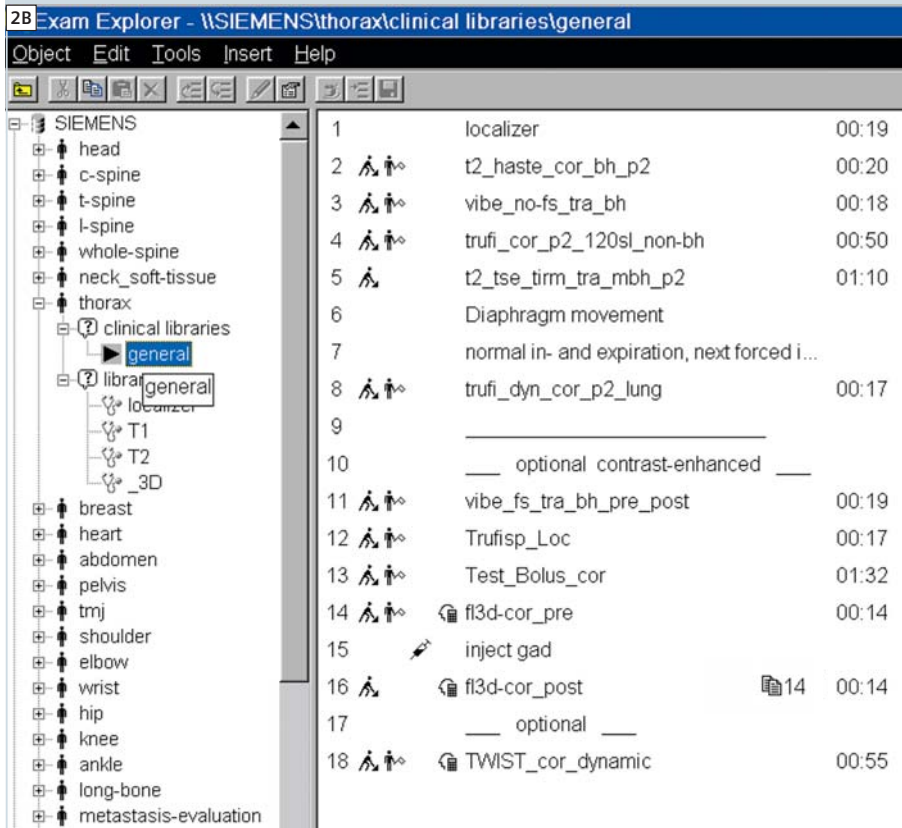 2B
Exam Explorer - \\SIEMENS\thorax\clinical libraries\general
Object Edit Tools Insert Help
SIEMENS
head
c-spine
t-spine
l-spine
whole-spine
neck_soft-tissue
thorax
clinical libraries
general
general
T1
T2
_3D
breast
heart
abdomen
pelvis
tmj
shoulder
elbow
wrist
hip
knee
ankle
long-bone
metastasis-evaluation
1 localizer 00:19
2 t2_haste_cor_bh_p2 00:20
3 vibe_no-fs_tra_bh 00:18
4 trufi_cor_p2_120sl_non-bh 00:50
5 t2_tse_tirm_tra_mbh_p2 01:10
6 Diaphragm movement
7 normal in- and expiration, next forced i...
8 trufi_dyn_cor_p2_lung 00:17
9
10 ___ optional contrast-enhanced ___
11 vibe_fs_tra_bh_pre_post 00:19
12 Trufisp_Loc 00:17
13 Test_Bolus_cor 01:32
14 fl3d-cor_pre 00:14
15 inject gad
16 fl3d-cor_post 14 00:14
17 ___ optional ___
18 TWIST_cor_dynamic 00:55